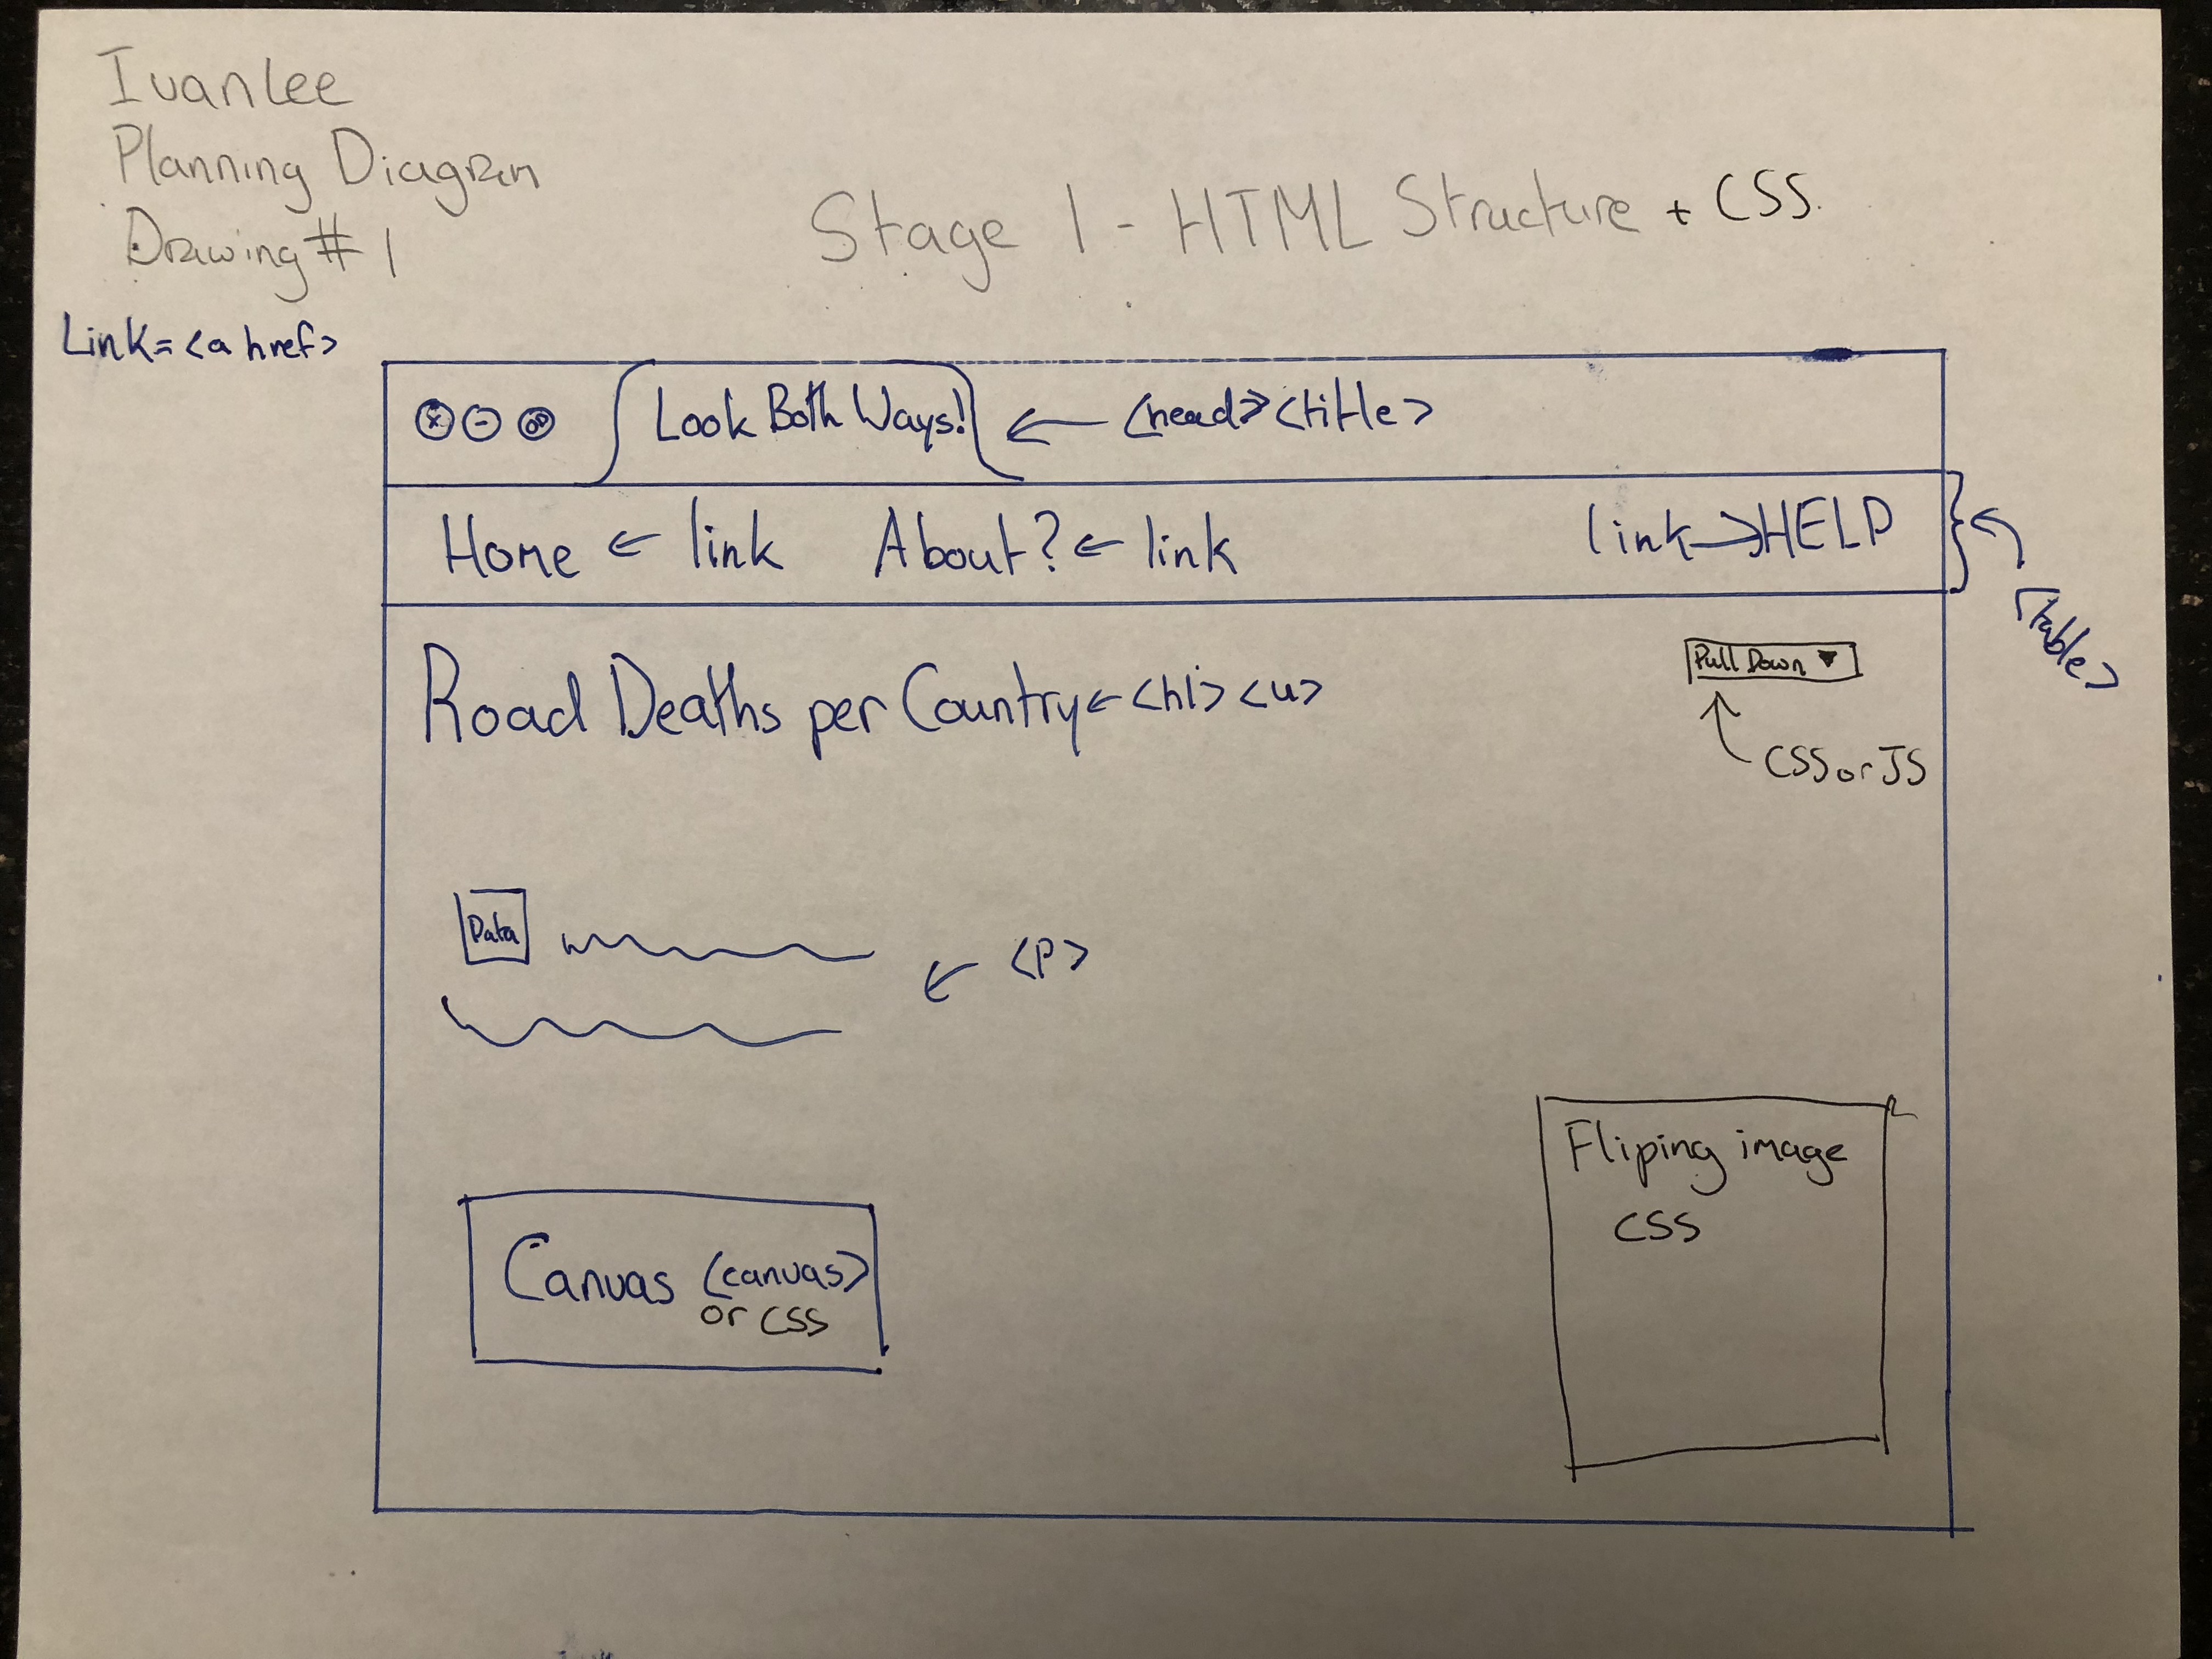 Ivan Lee
Planning Diagram
Drawing #1
Stage 1 - HTML Structure + CSS
Link = <a href>
Look Both Ways! ← <head> <title>
Home ← link About? ← link link → HELP
<table>
Road Deaths per Country ← <h1> <u>
Pull Down ▼
CSS or JS
Data
← <p>
Canvas <canvas>
or CSS
Fliping image
CSS